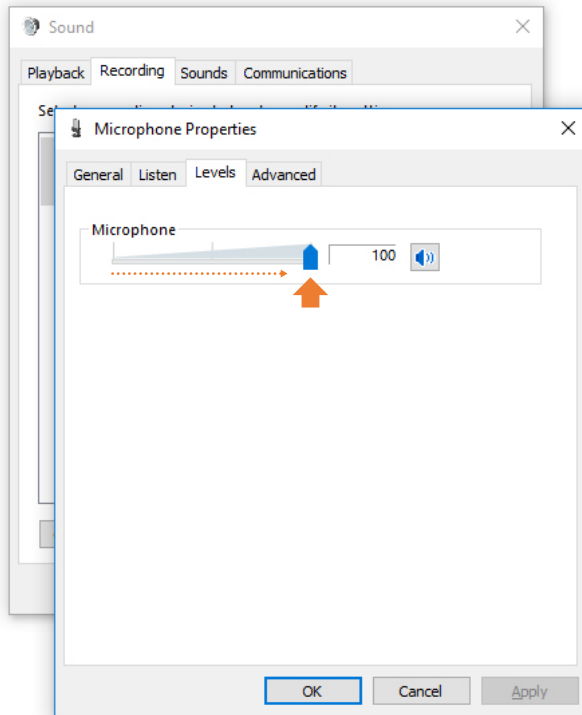 Sound
Playback Recording Sounds Communications
Microphone Properties
General Listen Levels Advanced
Microphone
100
OK Cancel Apply